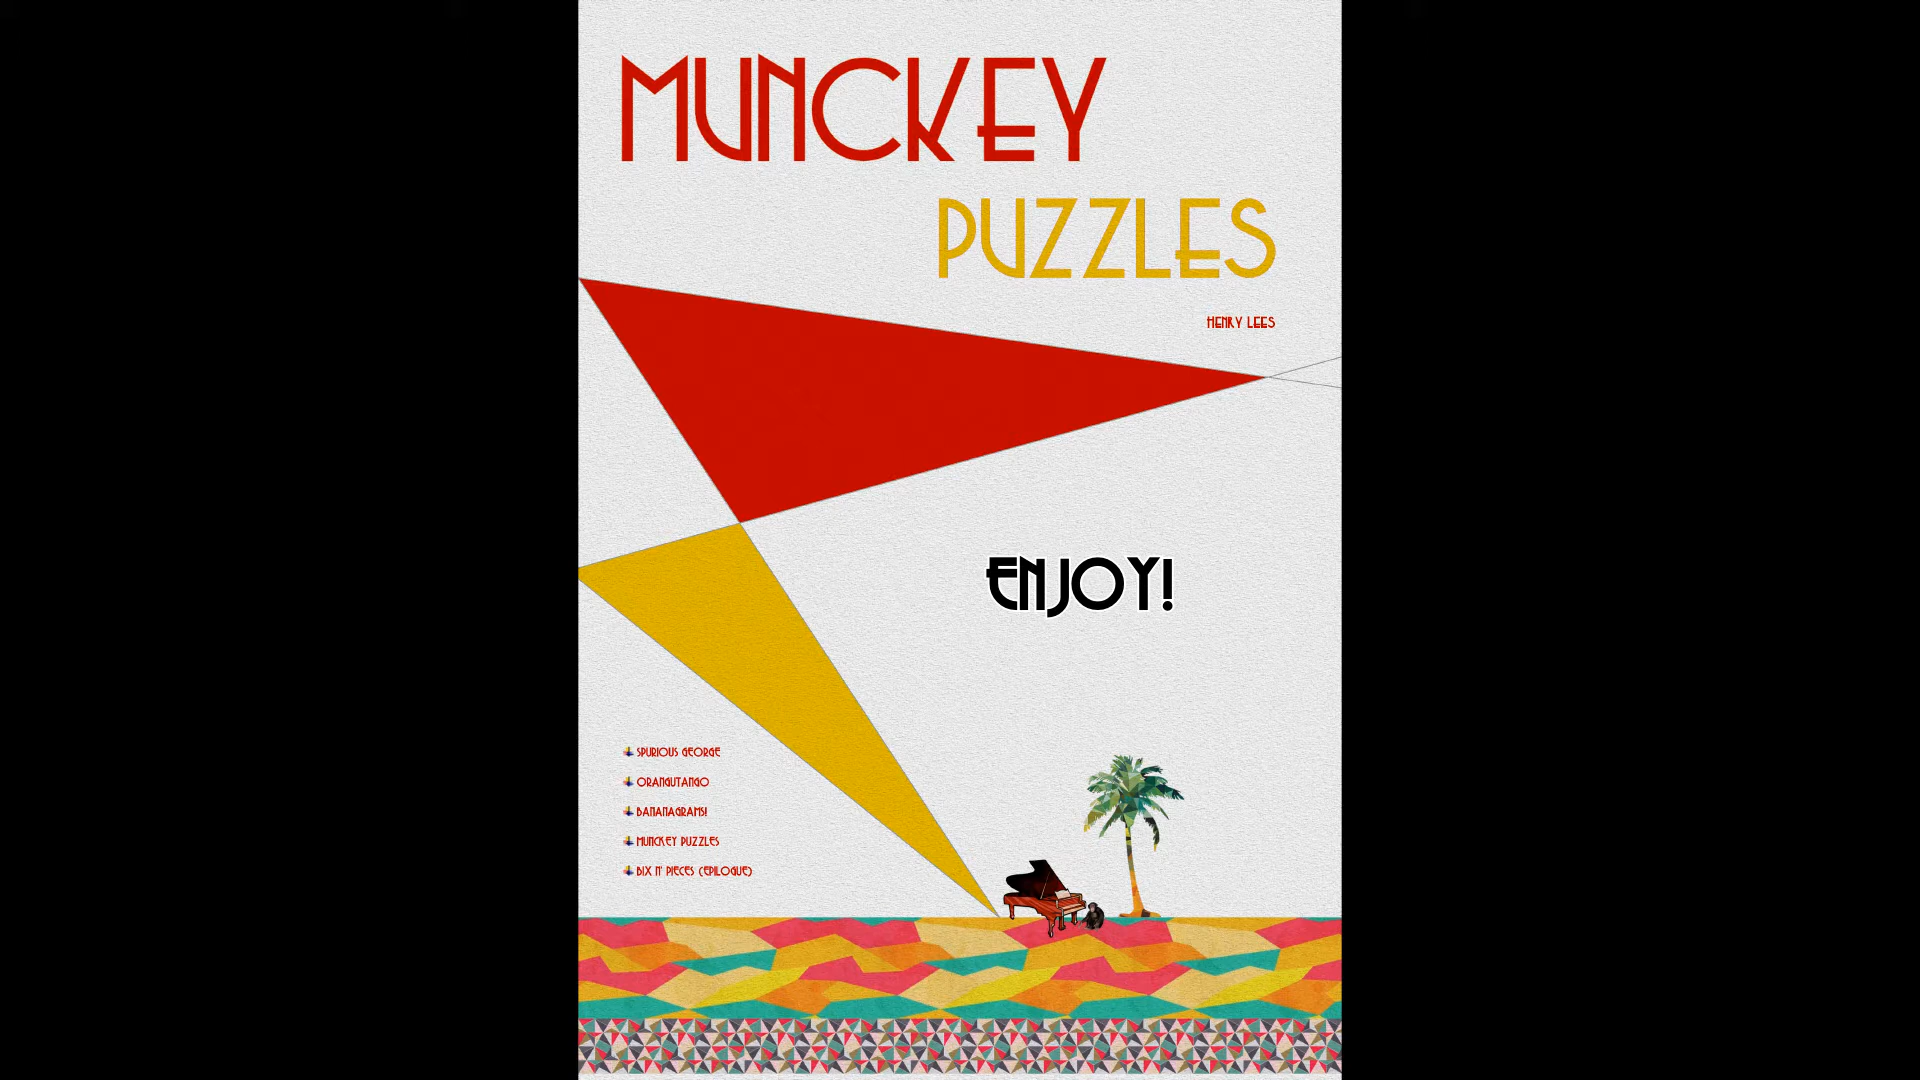 MUNCKEY
PUZZLES
HENRY LEES
ENJOY!
SPURIOUS GEORGE
ORANGUTANGO
BANANAGRAMS!
MUNCKEY PUZZLES
BIX N' PIECES (EPILOGUE)